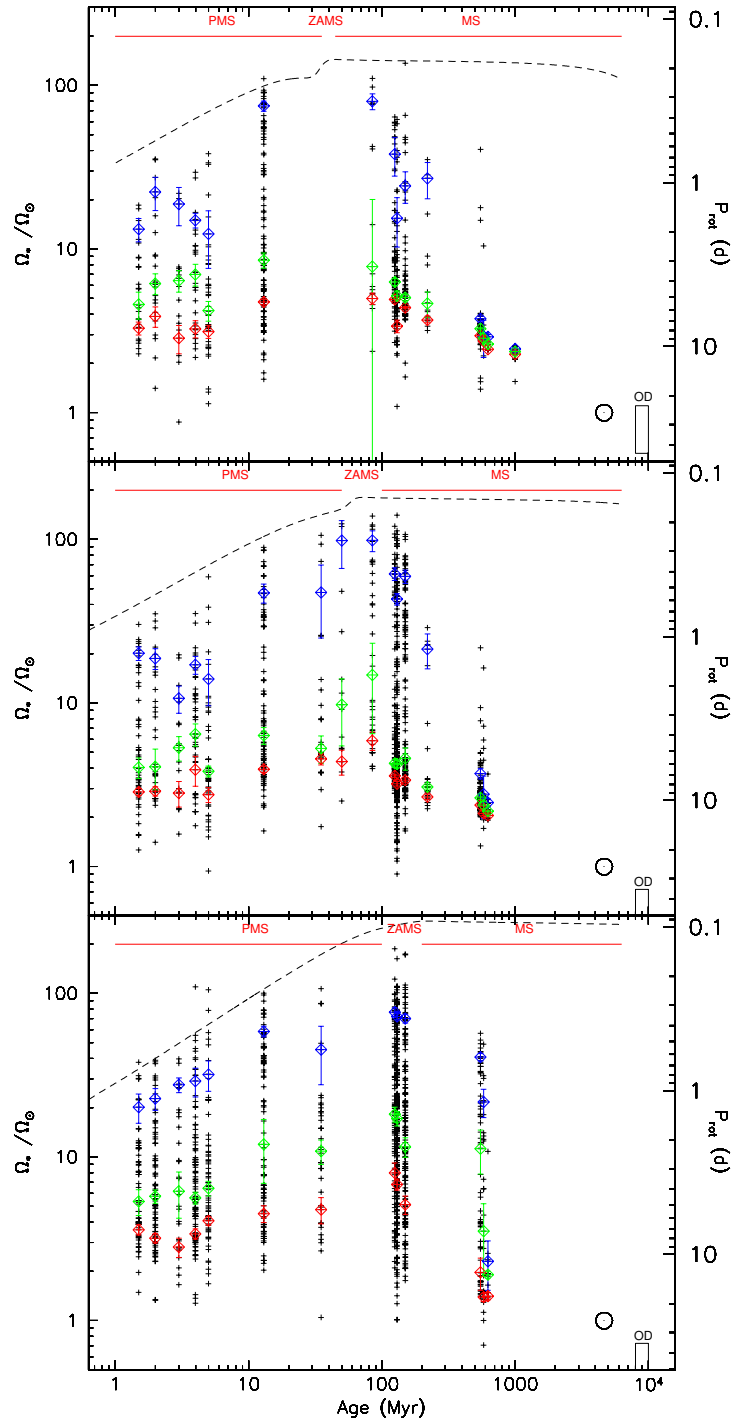 PMS ZAMS MS
0.1
100
1
10
10
1
OD
Ω* /Ω⊙
P_rot (d)
PMS ZAMS MS
0.1
100
1
10
10
1
OD
Ω* /Ω⊙
P_rot (d)
PMS ZAMS MS
0.1
100
1
10
10
1
OD
Ω* /Ω⊙
P_rot (d)
1 10 100 1000 10⁴
Age (Myr)